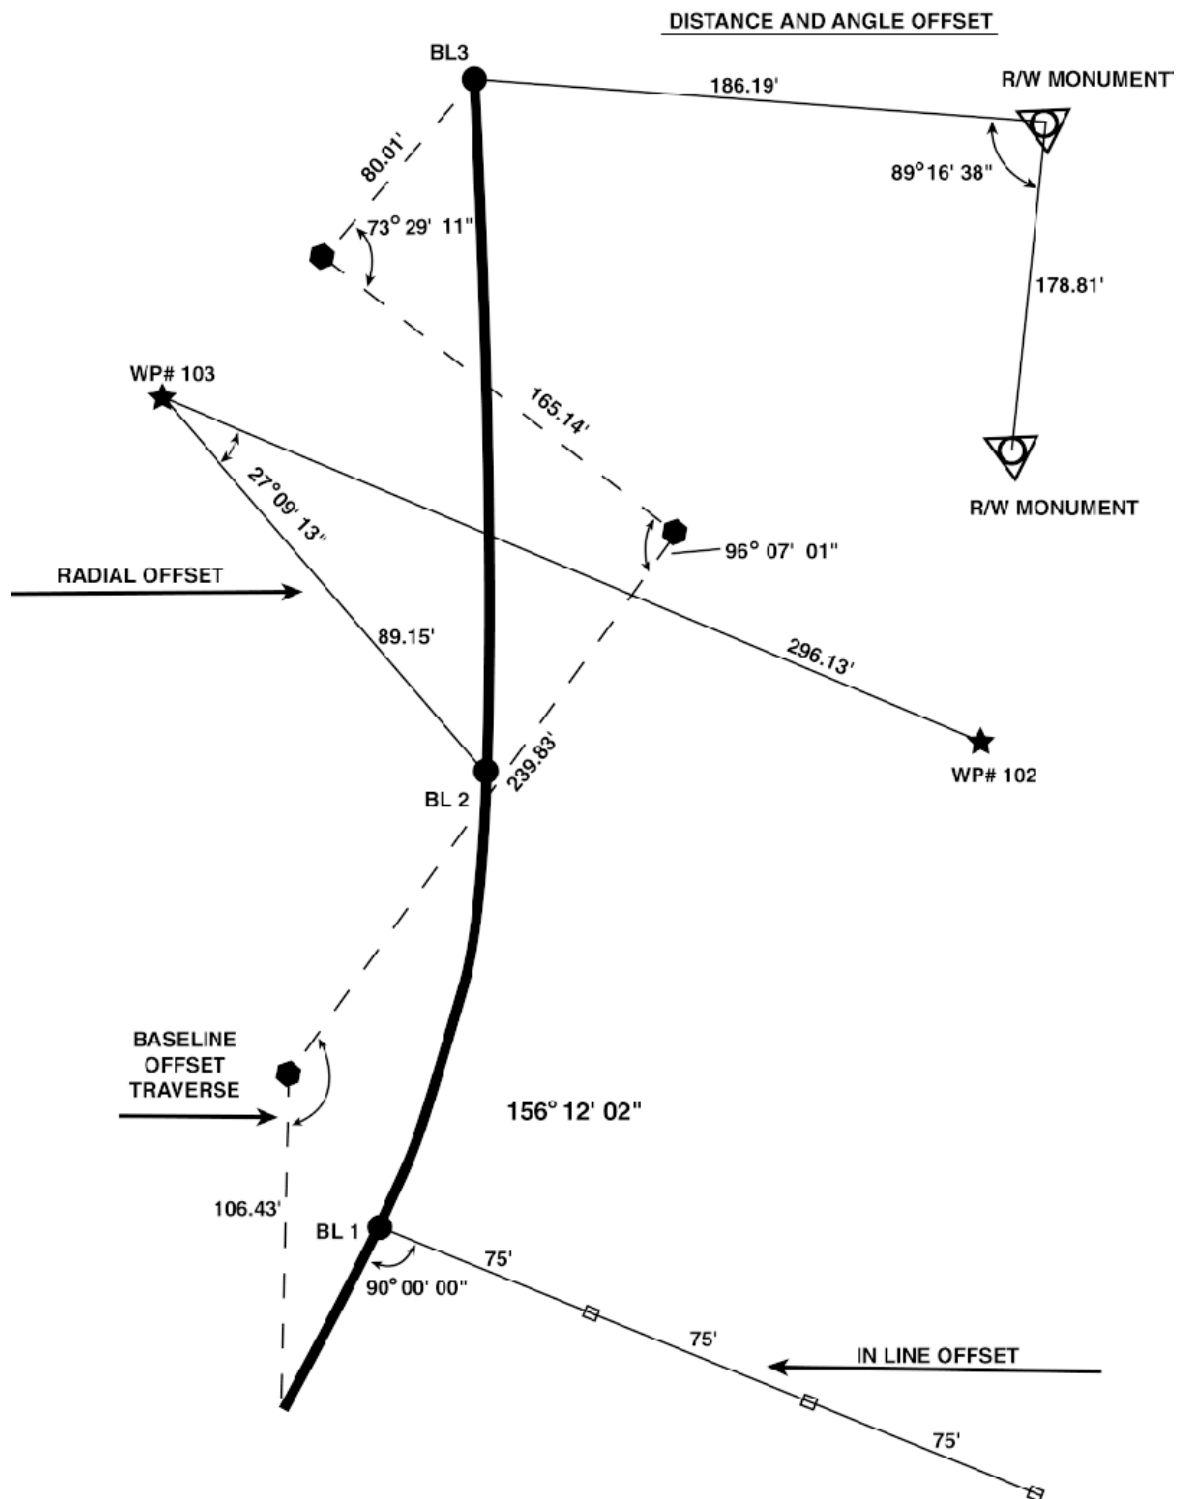 DISTANCE AND ANGLE OFFSET
BL3
186.19'
R/W MONUMENT
80.01'
89°16' 38"
73° 29' 11"
178.81'
WP# 103
165.14'
27°09' 13"
R/W MONUMENT
96° 07' 01"
RADIAL OFFSET
89.15'
296.13'
239.83'
WP# 102
BL 2
BASELINE
OFFSET
TRAVERSE
156° 12' 02"
106.43'
BL 1
75'
90° 00' 00"
75'
IN LINE OFFSET
75'